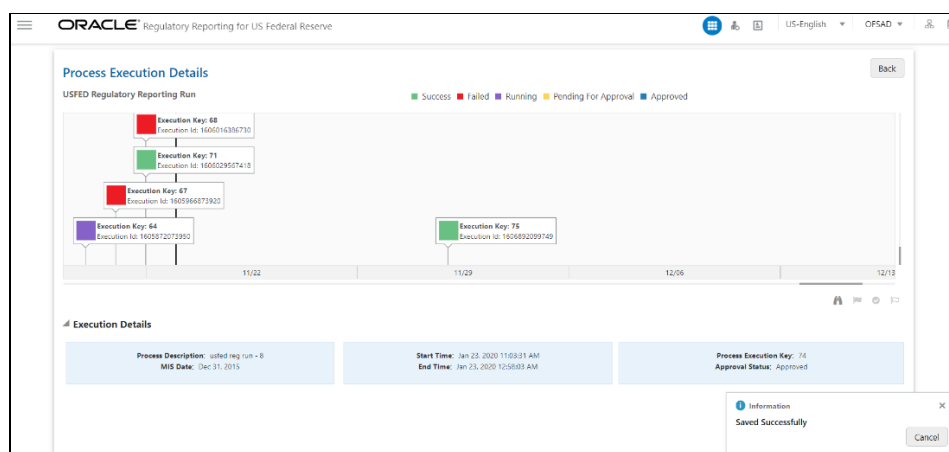 ORACLE Regulatory Reporting for US Federal Reserve
US-English
OFSAD
Process Execution Details
Back
USFED Regulatory Reporting Run
Success
Failed
Running
Pending For Approval
Approved
Execution Key: 68
Execution Id: 1606016386730
Execution Key: 71
Execution Id: 1606029567418
Execution Key: 67
Execution Id: 1605966873920
Execution Key: 64
Execution Id: 1605872073950
Execution Key: 75
Execution Id: 1606892099749
11/22
11/29
12/06
12/13
Execution Details
Process Description: usfed reg run - 8
MIS Date: Dec 31, 2015
Start Time: Jan 23, 2020 11:03:31 AM
End Time: Jan 23, 2020 12:58:03 AM
Process Execution Key: 74
Approval Status: Approved
Information
Saved Successfully
Cancel